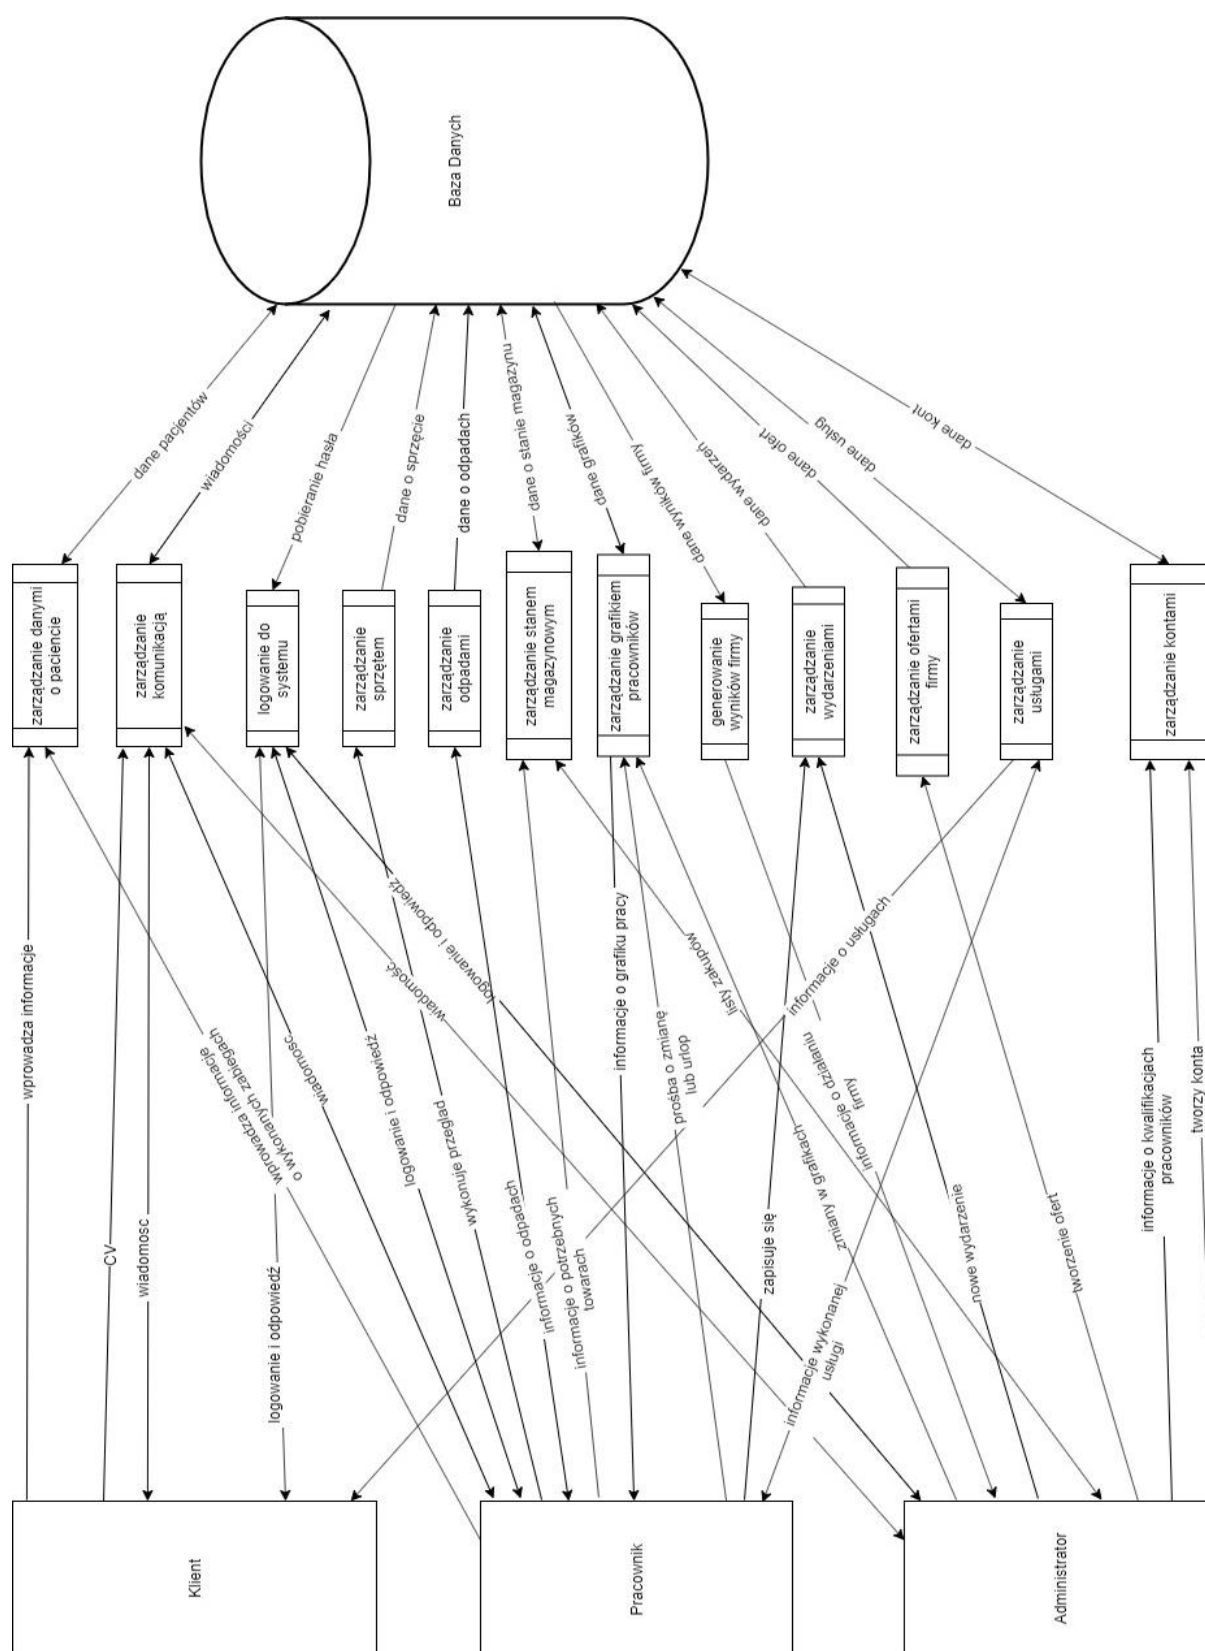 Baza Danych
dane pacjentów
wiadomości
pobieranie hasła
dane o sprzęcie
dane o odpadach
dane o stanie magazynu
dane grafików
dane wyników firmy
dane wydarzeń
dane ofert
dane usług
dane kont
zarządzanie danymi
o paciencie
zarządzanie
komunikacją
logowanie do
systemu
zarządzanie
sprzętem
zarządzanie
odpadami
zarządzanie stanem
magazynowym
zarządzanie grafikiem
pracowników
generowanie
wyników firmy
zarządzanie
wydarzeniami
zarządzanie ofertami
firmy
zarządzanie
usługami
zarządzanie kontami
wprowadza informacje
CV
wiadomosc
wprowadza informacje
o wykonanych zabiegach
logowanie i odpowiedź
wiadomosc
logowanie i odpowiedź
wykonuje przegląd
wiadomość
logowanie i odpowiedź
informacje o odpadach
informacje o potrzebnych
towarach
informacje o grafiku pracy
prośba o zmianę
lub urlop
listy zakupów
zapisuje się
informacje o usługach
informacje o działaniu
firmy
zmiany w grafikach
informacje wykonanej
usługi
nowe wydarzenie
tworzenie ofert
informacje o kwalifikacjach
pracowników
tworzy konta
Klient
Pracownik
Administrator